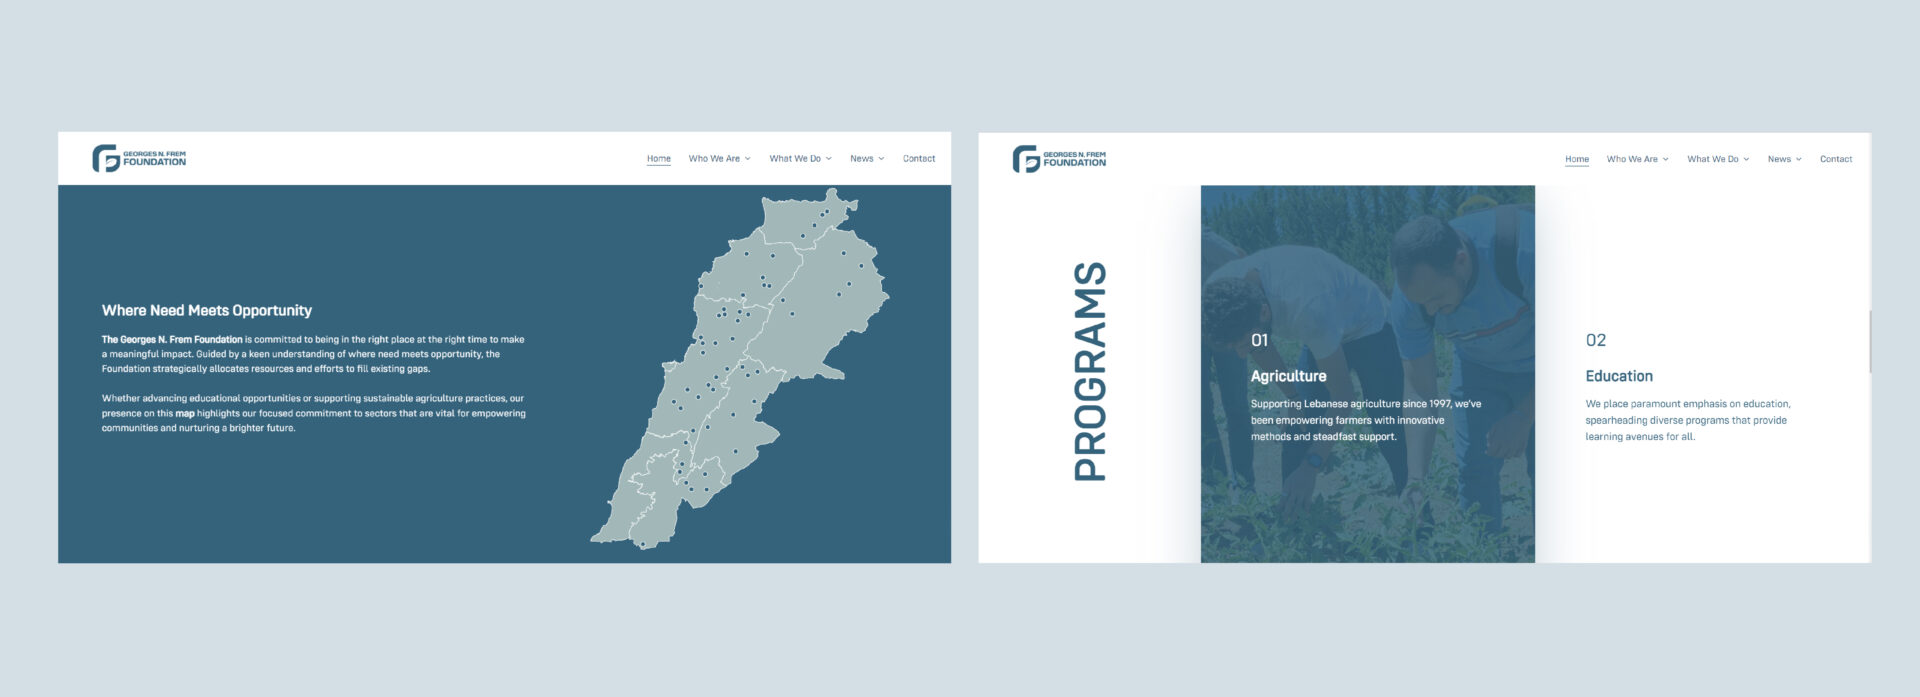 GEORGES N. FREM
FOUNDATION
Home Who We Are What We Do News Contact
Where Need Meets Opportunity
The Georges N. Frem Foundation is committed to being in the right place at the right time to make
a meaningful impact. Guided by a keen understanding of where need meets opportunity, the
Foundation strategically allocates resources and efforts to fill existing gaps.
Whether advancing educational opportunities or supporting sustainable agriculture practices, our
presence on this map highlights our focused commitment to sectors that are vital for empowering
communities and nurturing a brighter future.
GEORGES N. FREM
FOUNDATION
Home Who We Are What We Do News Contact
PROGRAMS
01
Agriculture
Supporting Lebanese agriculture since 1997, we've
been empowering farmers with innovative
methods and steadfast support.
02
Education
We place paramount emphasis on education,
spearheading diverse programs that provide
learning avenues for all.